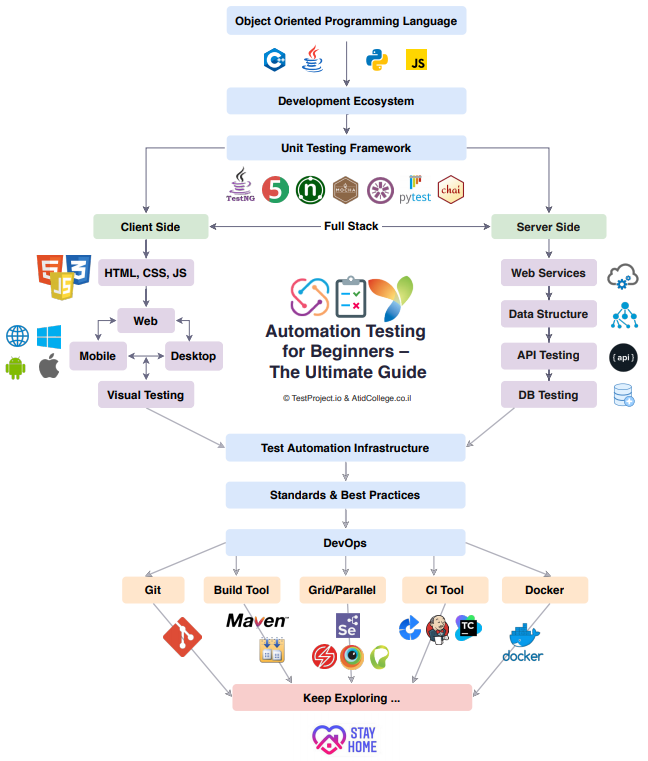 Object Oriented Programming Language
JS
Development Ecosystem
Unit Testing Framework
TestNG
5
n
MOCHA
pytest
chai
Client Side
Full Stack
Server Side
5
3
JS
HTML, CSS, JS
Web Services
Web
Data Structure
Mobile
Desktop
Automation Testing
for Beginners –
The Ultimate Guide
API Testing
{ api }
Visual Testing
© TestProject.io & AtidCollege.co.il
DB Testing
Test Automation Infrastructure
Standards & Best Practices
DevOps
Git
Build Tool
Grid/Parallel
CI Tool
Docker
Maven™
Se
TC
docker
Keep Exploring ...
STAY
HOME